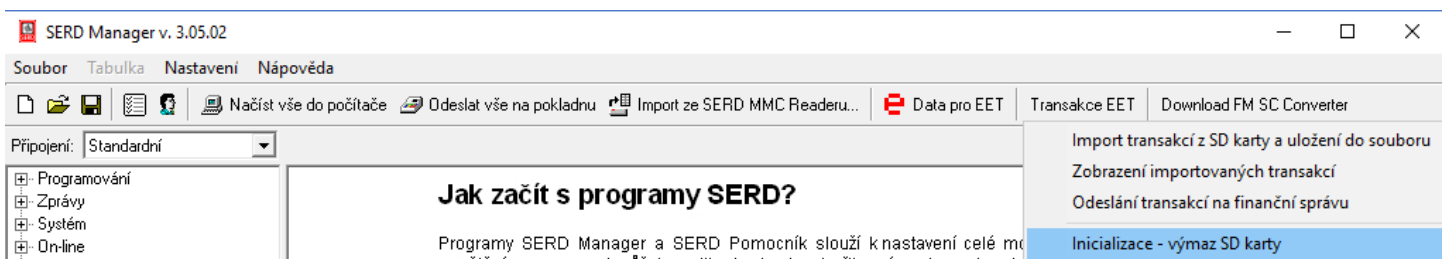 SERD Manager v. 3.05.02
Soubor Tabulka Nastavení Nápověda
Načíst vše do počítače Odeslat vše na pokladnu Import ze SERD MMC Readeru... Data pro EET Transakce EET Download FM SC Converter
Připojení: Standardní
Import transakcí z SD karty a uložení do souboru
Zobrazení importovaných transakcí
Odeslání transakcí na finanční správu
Inicializace - výmaz SD karty
Programování
Zprávy
Systém
On-line
Jak začít s programy SERD?
Programy SERD Manager a SERD Pomocník slouží k nastavení celé